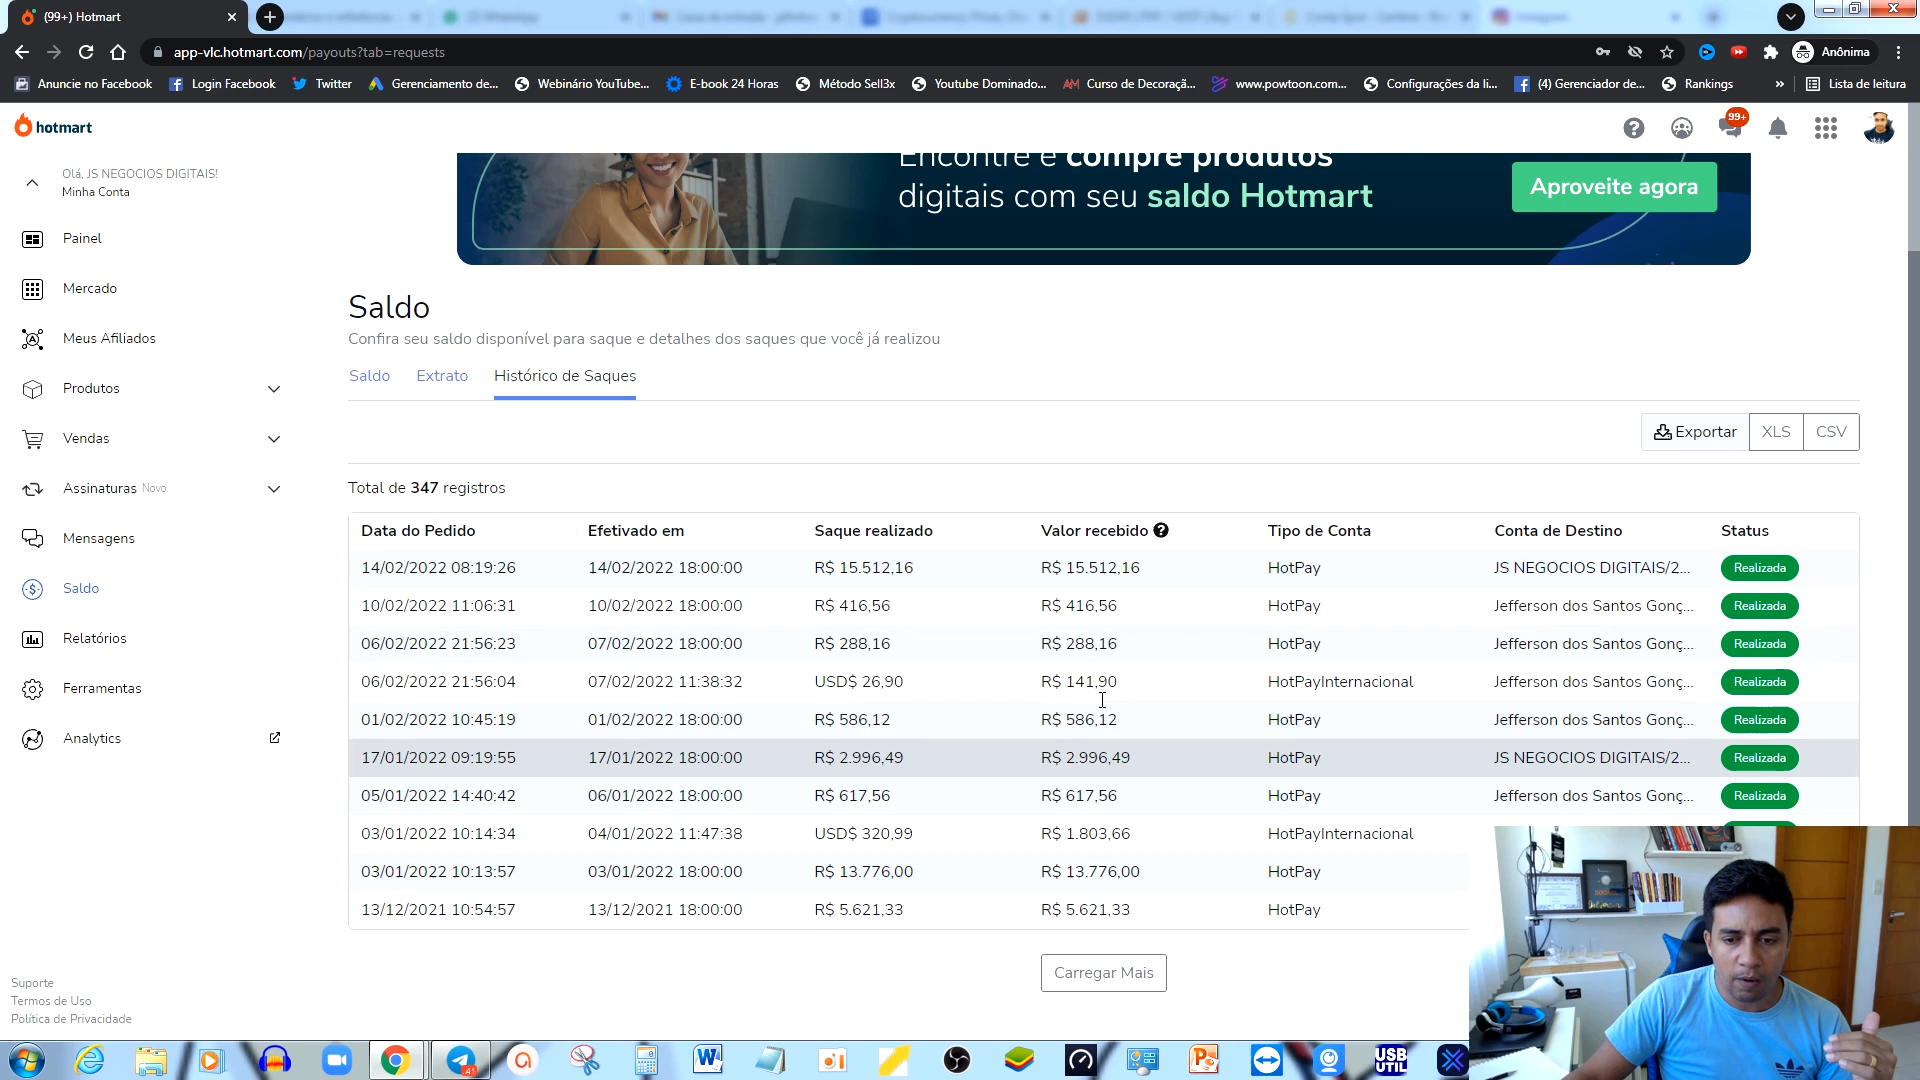 (99+) Hotmart
app-vlc.hotmart.com/payouts?tab=requests
Anônima
Anuncie no Facebook
Login Facebook
Twitter
Gerenciamento de...
Webinário YouTube...
E-book 24 Horas
Método Sell3x
Youtube Dominado...
Curso de Decoraçã...
www.powtoon.com...
Configurações da li...
(4) Gerenciador de...
Rankings
»
Lista de leitura
hotmart
99+
Olá, JS NEGOCIOS DIGITAIS!
Minha Conta
Painel
Mercado
Meus Afiliados
Produtos
Vendas
Assinaturas Novo
Mensagens
Saldo
Relatórios
Ferramentas
Analytics
Suporte
Termos de Uso
Política de Privacidade
Encontre e compre produtos
digitais com seu saldo Hotmart
Aproveite agora
Saldo
Confira seu saldo disponível para saque e detalhes dos saques que você já realizou
Saldo Extrato Histórico de Saques
Exportar XLS CSV
Total de 347 registros
Data do Pedido Efetivado em Saque realizado Valor recebido Tipo de Conta Conta de Destino Status
14/02/2022 08:19:26 14/02/2022 18:00:00 R$ 15.512,16 R$ 15.512,16 HotPay JS NEGOCIOS DIGITAIS/2... Realizada
10/02/2022 11:06:31 10/02/2022 18:00:00 R$ 416,56 R$ 416,56 HotPay Jefferson dos Santos Gonç... Realizada
06/02/2022 21:56:23 07/02/2022 18:00:00 R$ 288,16 R$ 288,16 HotPay Jefferson dos Santos Gonç... Realizada
06/02/2022 21:56:04 07/02/2022 11:38:32 USD$ 26,90 R$ 141,90 HotPayInternacional Jefferson dos Santos Gonç... Realizada
01/02/2022 10:45:19 01/02/2022 18:00:00 R$ 586,12 R$ 586,12 HotPay Jefferson dos Santos Gonç... Realizada
17/01/2022 09:19:55 17/01/2022 18:00:00 R$ 2.996,49 R$ 2.996,49 HotPay JS NEGOCIOS DIGITAIS/2... Realizada
05/01/2022 14:40:42 06/01/2022 18:00:00 R$ 617,56 R$ 617,56 HotPay Jefferson dos Santos Gonç... Realizada
03/01/2022 10:14:34 04/01/2022 11:47:38 USD$ 320,99 R$ 1.803,66 HotPayInternacional
03/01/2022 10:13:57 03/01/2022 18:00:00 R$ 13.776,00 R$ 13.776,00 HotPay
13/12/2021 10:54:57 13/12/2021 18:00:00 R$ 5.621,33 R$ 5.621,33 HotPay
Carregar Mais
41
USB
UTIL